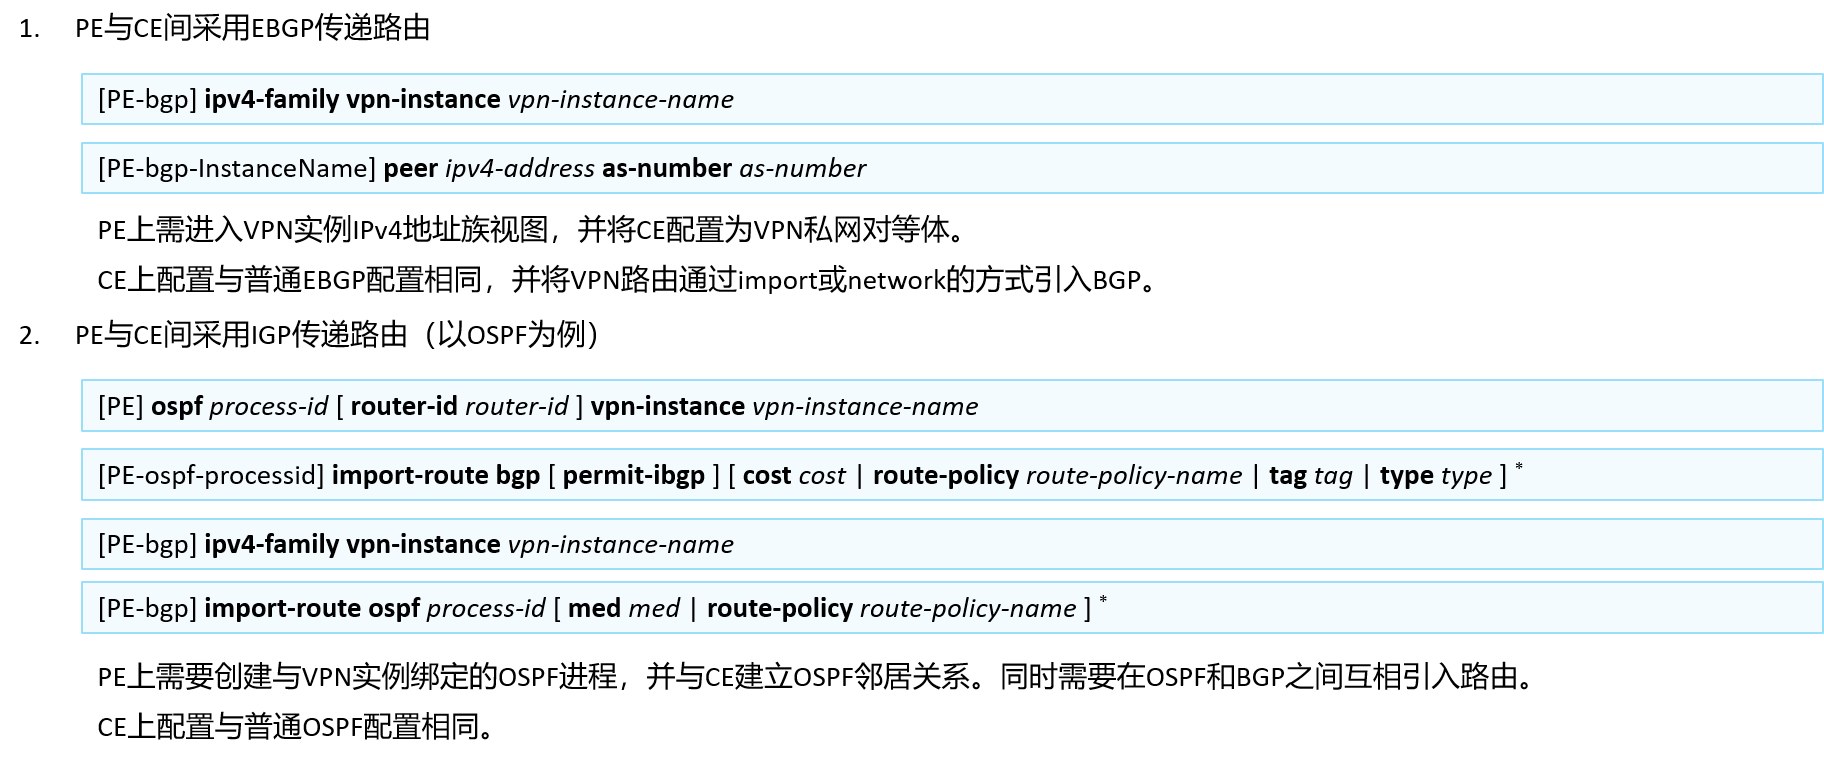 1. PE与CE间采用EBGP传递路由
[PE-bgp] ipv4-family vpn-instance vpn-instance-name
[PE-bgp-InstanceName] peer ipv4-address as-number as-number
PE上需进入VPN实例IPv4地址族视图，并将CE配置为VPN私网对等体。
CE上配置与普通EBGP配置相同，并将VPN路由通过import或network的方式引入BGP。
2. PE与CE间采用IGP传递路由（以OSPF为例）
[PE] ospf process-id [ router-id router-id ] vpn-instance vpn-instance-name
[PE-ospf-processid] import-route bgp [ permit-ibgp ] [ cost cost | route-policy route-policy-name | tag tag | type type ] *
[PE-bgp] ipv4-family vpn-instance vpn-instance-name
[PE-bgp] import-route ospf process-id [ med med | route-policy route-policy-name ] *
PE上需要创建与VPN实例绑定的OSPF进程，并与CE建立OSPF邻居关系。同时需要在OSPF和BGP之间互相引入路由。
CE上配置与普通OSPF配置相同。